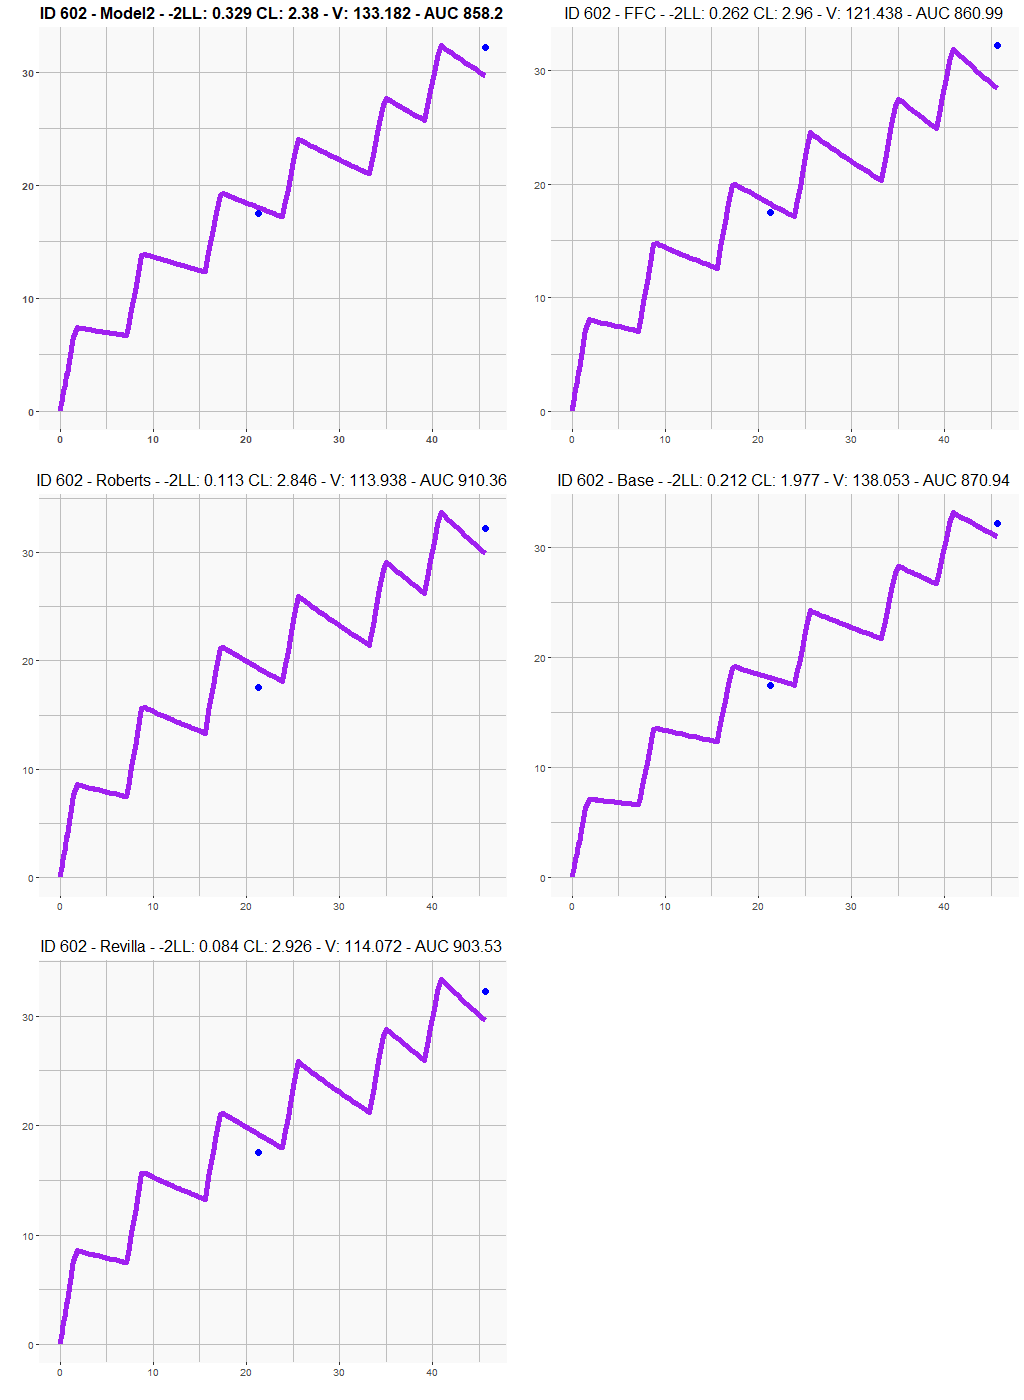 ID 602 - Model2 - -2LL: 0.329 CL: 2.38 - V: 133.182 - AUC 858.2
30
20
10
0
0 10 20 30 40
ID 602 - FFC - -2LL: 0.262 CL: 2.96 - V: 121.438 - AUC 860.99
30
20
10
0
0 10 20 30 40
ID 602 - Roberts - -2LL: 0.113 CL: 2.846 - V: 113.938 - AUC 910.36
30
20
10
0
0 10 20 30 40
ID 602 - Base - -2LL: 0.212 CL: 1.977 - V: 138.053 - AUC 870.94
30
20
10
0
0 10 20 30 40
ID 602 - Revilla - -2LL: 0.084 CL: 2.926 - V: 114.072 - AUC 903.53
30
20
10
0
0 10 20 30 40